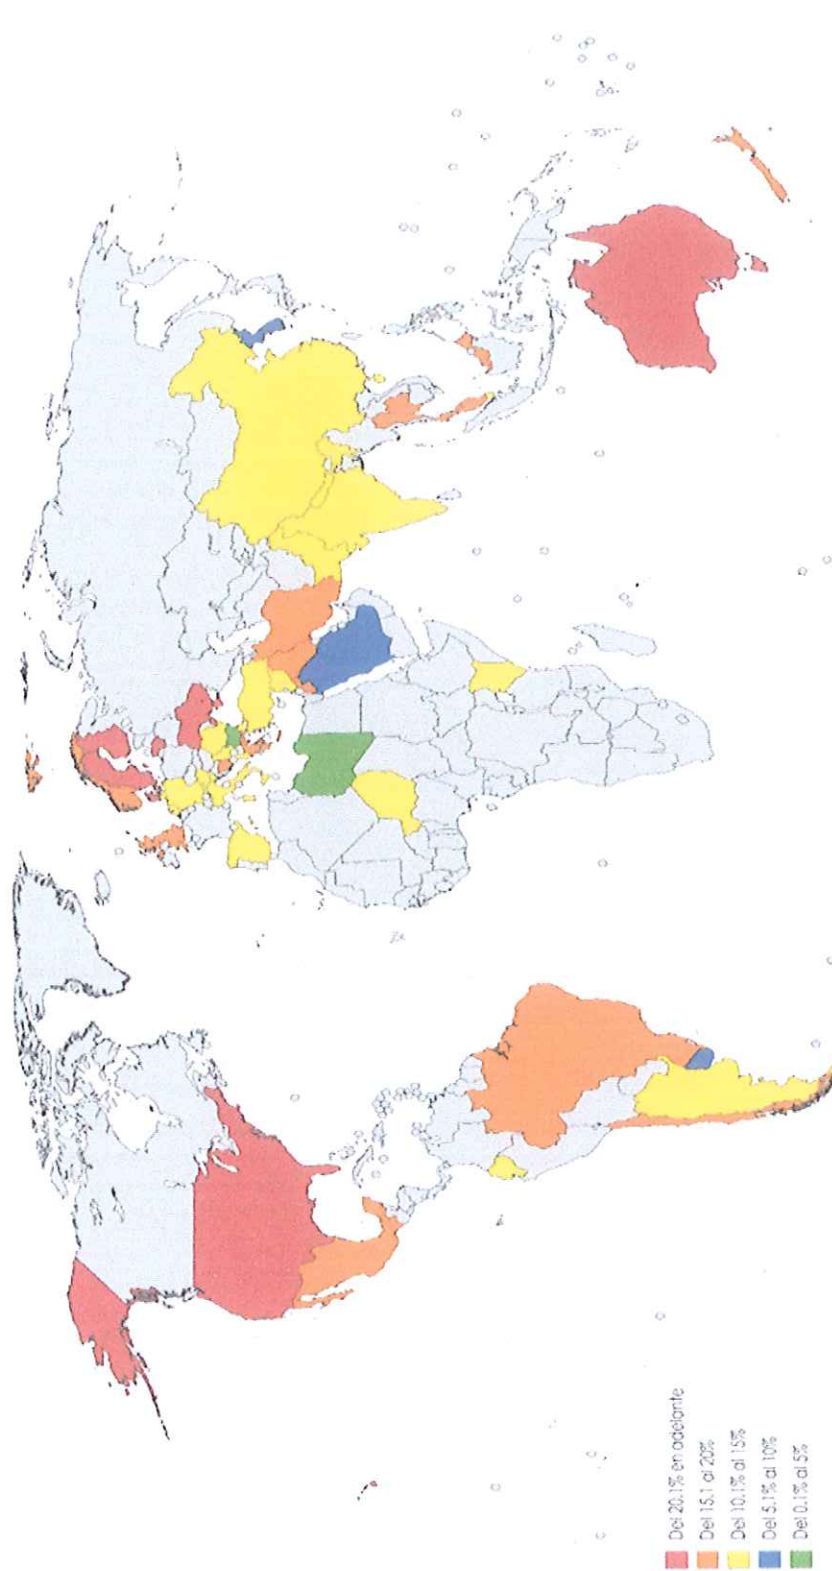 Del 20.1% en adelante
Del 15.1 al 20%
Del 10.1% al 15%
Del 5.1% al 10%
Del 0.1% al 5%